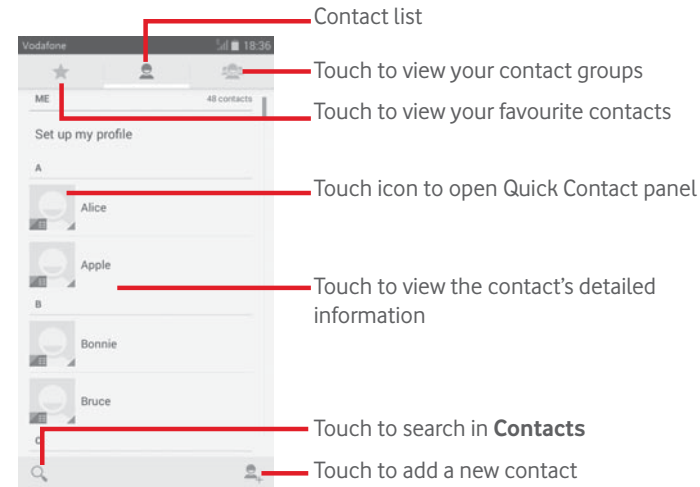 Contact list
Vodafone 18:36
Touch to view your contact groups
ME 48 contacts
Touch to view your favourite contacts
Set up my profile
A
Touch icon to open Quick Contact panel
Alice
Apple
Touch to view the contact's detailed
information
B
Bonnie
Bruce
Touch to search in Contacts
C
Touch to add a new contact